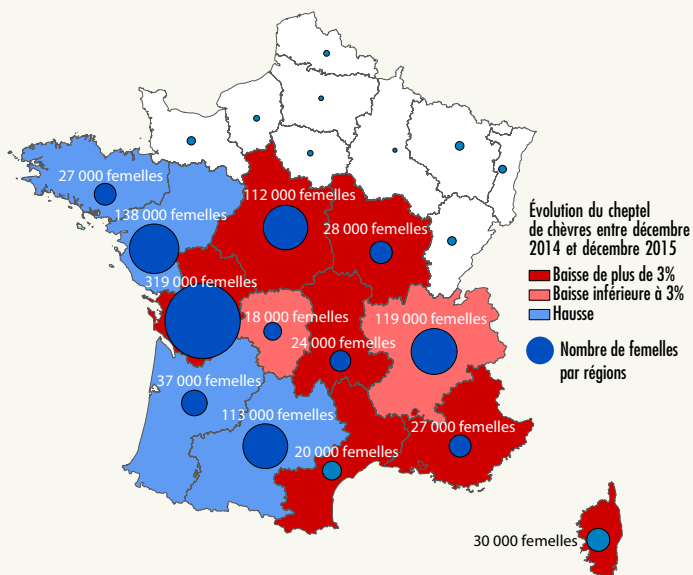 27 000 femelles
138 000 femelles
319 000 femelles
112 000 femelles
28 000 femelles
18 000 femelles
24 000 femelles
119 000 femelles
37 000 femelles
113 000 femelles
20 000 femelles
27 000 femelles
30 000 femelles
Évolution du cheptel
de chèvres entre décembre
2014 et décembre 2015
Baisse de plus de 3%
Baisse inférieure à 3%
Hausse
Nombre de femelles
par régions